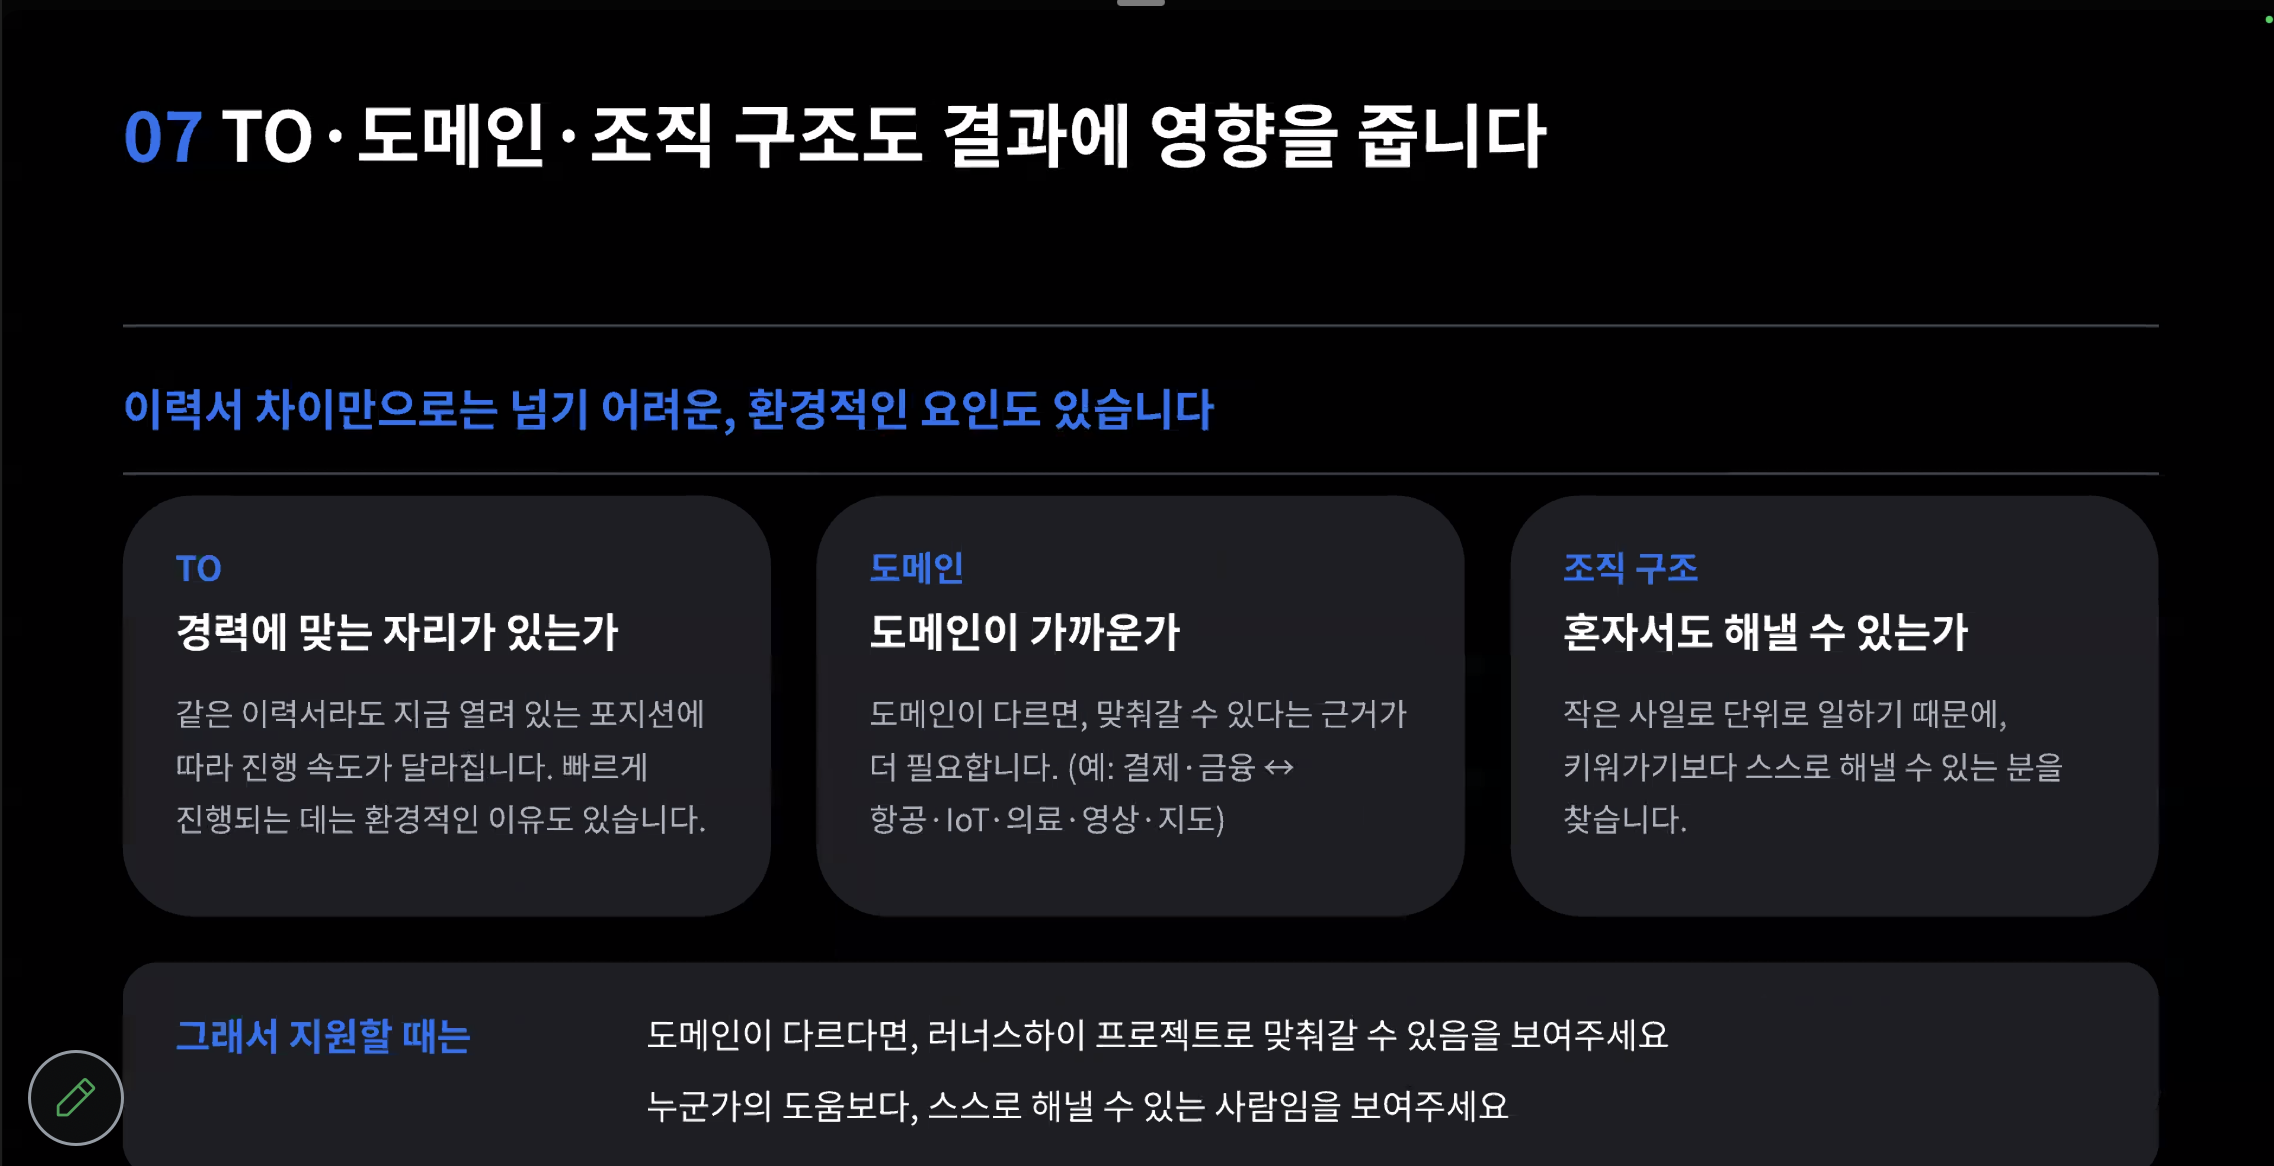 07 TO·도메인·조직 구조도 결과에 영향을 줍니다
이력서 차이만으로는 넘기 어려운, 환경적인 요인도 있습니다
TO
경력에 맞는 자리가 있는가
같은 이력서라도 지금 열려 있는 포지션에
따라 진행 속도가 달라집니다. 빠르게
진행되는 데는 환경적인 이유도 있습니다.
도메인
도메인이 가까운가
도메인이 다르면, 맞춰갈 수 있다는 근거가
더 필요합니다. (예: 결제·금융 ↔
항공·IoT·의료·영상·지도)
조직 구조
혼자서도 해낼 수 있는가
작은 사일로 단위로 일하기 때문에,
키워가기보다 스스로 해낼 수 있는 분을
찾습니다.
그래서 지원할 때는
도메인이 다르다면, 러너스하이 프로젝트로 맞춰갈 수 있음을 보여주세요
누군가의 도움보다, 스스로 해낼 수 있는 사람임을 보여주세요